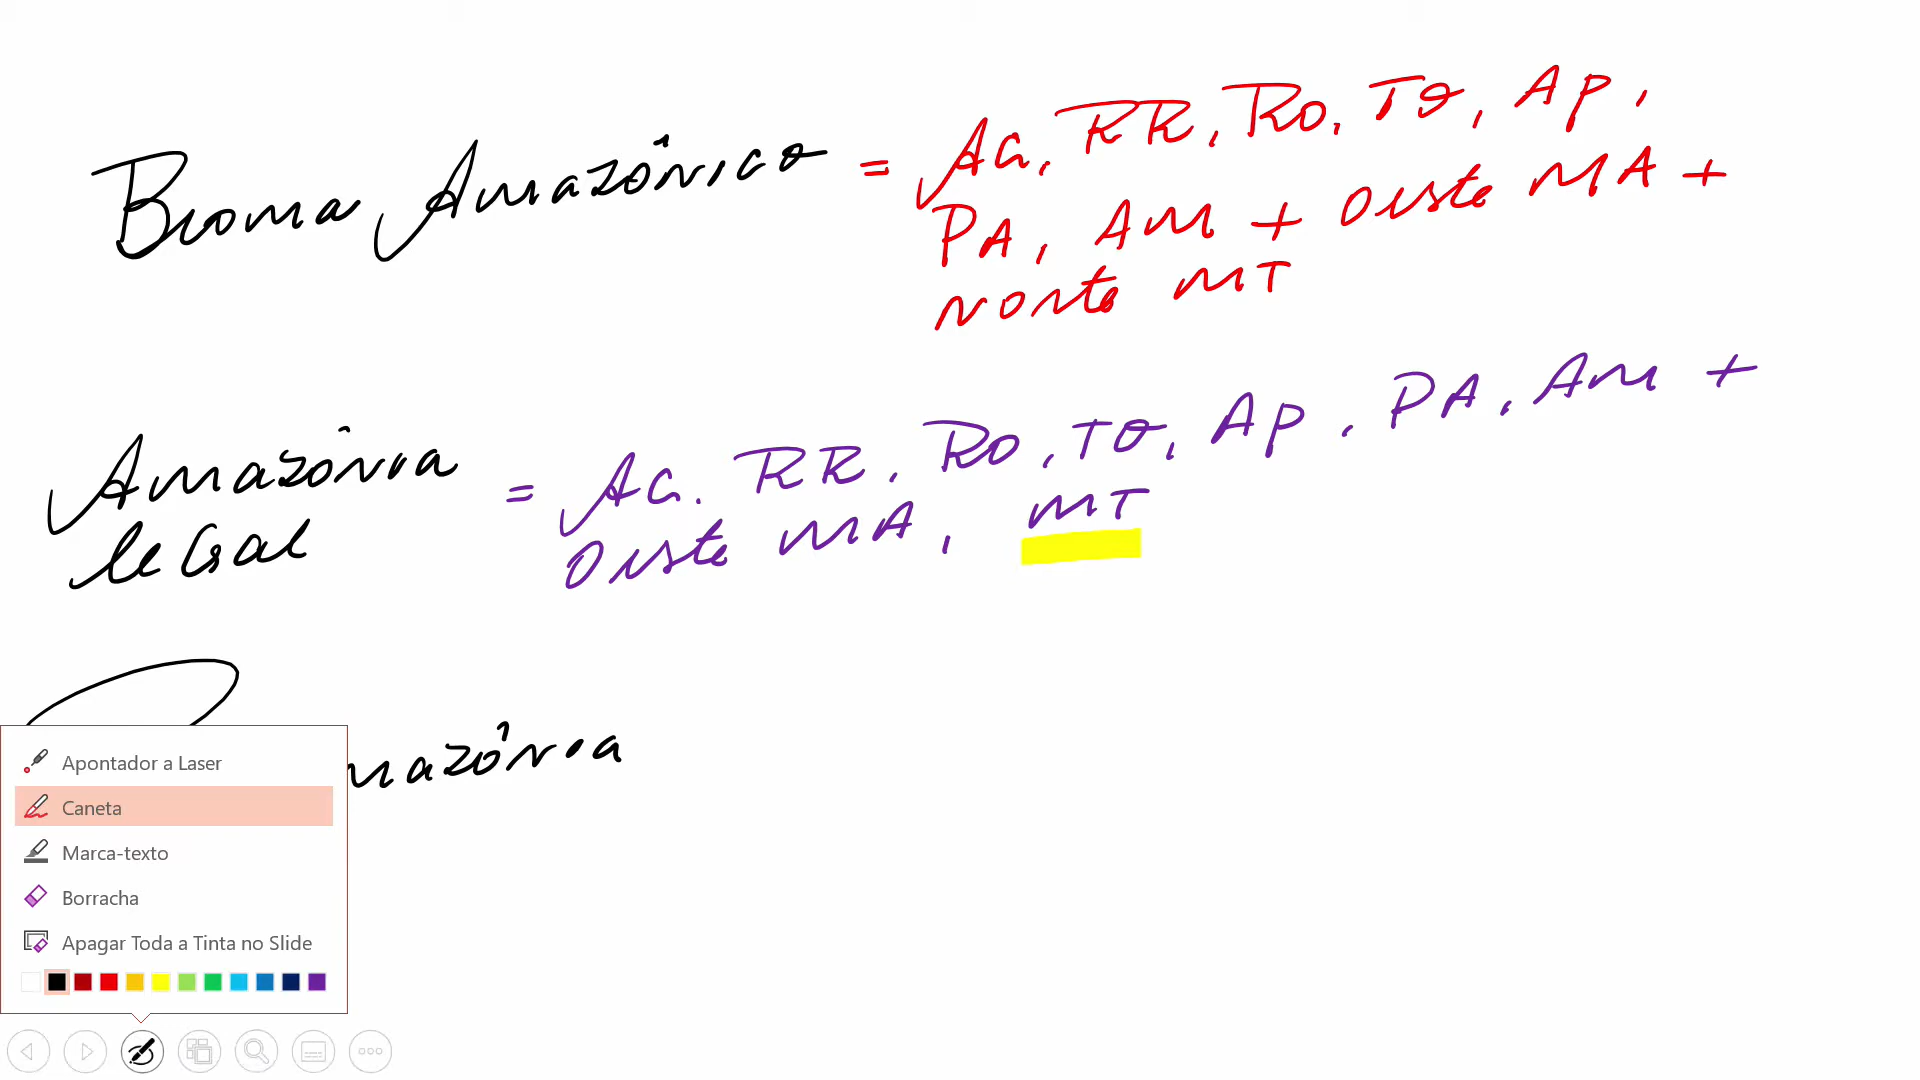 Bioma Amazônico = AC, RR, RO, TO, AP,
PA, AM + oeste MA +
norte MT
Amazônia = AC. RR, RO, TO, AP, PA, AM +
legal oeste MA, MT
mazônia
Apontador a Laser
Caneta
Marca-texto
Borracha
Apagar Toda a Tinta no Slide